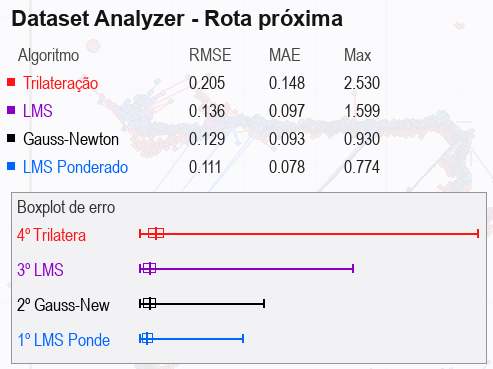 Dataset Analyzer - Rota próxima
Algoritmo RMSE MAE Max
Trilateração 0.205 0.148 2.530
LMS 0.136 0.097 1.599
Gauss-Newton 0.129 0.093 0.930
LMS Ponderado 0.111 0.078 0.774
Boxplot de erro
4º Trilatera
3º LMS
2º Gauss-New
1º LMS Ponde